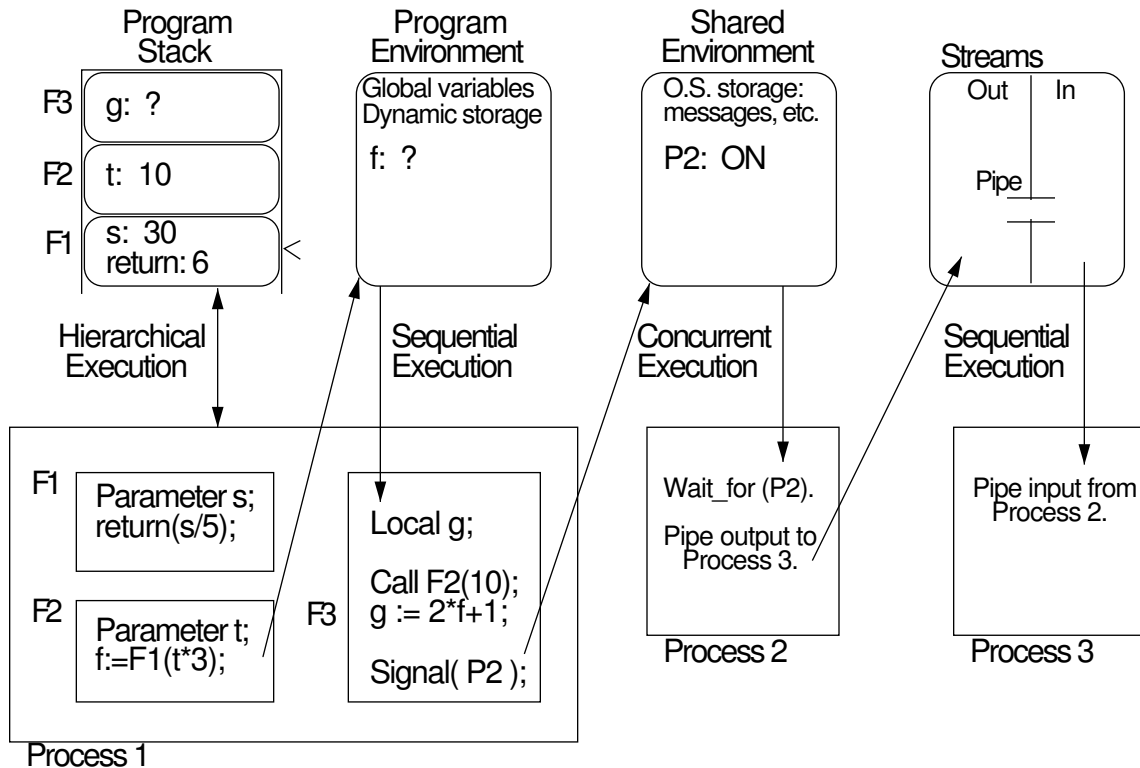 Program
Stack
F3
g: ?
F2
t: 10
F1
s: 30
return: 6
Program
Environment
Global variables
Dynamic storage
f: ?
Shared
Environment
O.S. storage:
messages, etc.
P2: ON
Streams
Out In
Pipe
Hierarchical
Execution
Sequential
Execution
Concurrent
Execution
Sequential
Execution
F1
Parameter s;
return(s/5);
F2
Parameter t;
f:=F1(t*3);
F3
Local g;
Call F2(10);
g := 2*f+1;
Signal( P2 );
Process 1
Wait_for (P2).
Pipe output to
Process 3.
Process 2
Pipe input from
Process 2.
Process 3